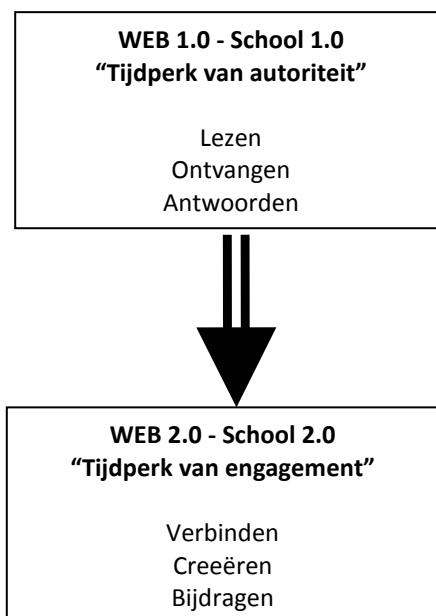 WEB 1.0 - School 1.0
“Tijdperk van autoriteit”
Lezen
Ontvangen
Antwoorden
WEB 2.0 - School 2.0
“Tijdperk van engagement”
Verbinden
Creeëren
Bijdragen